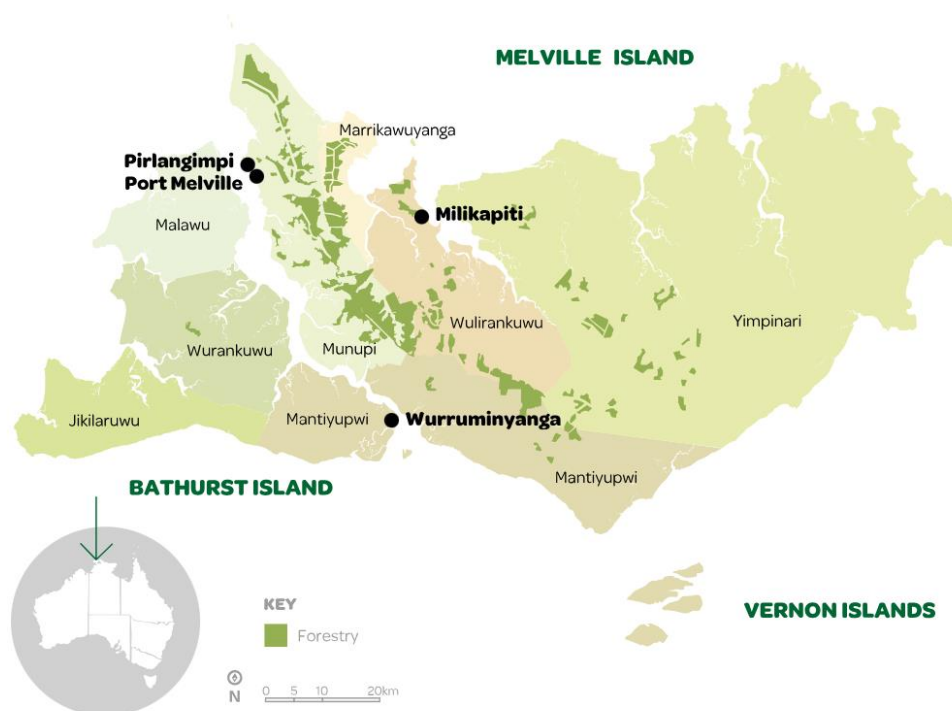 MELVILLE ISLAND
Marrikawuyanga
Pirlangimpi
Port Melville
Milikapiti
Malawu
Wulirankuwu
Yimpinari
Wurankuwu
Munupi
Jikilaruwu
Mantiyupwi
Wurruminyanga
Mantiyupwi
BATHURST ISLAND
KEY
Forestry
VERNON ISLANDS
N
0 5 10 20km